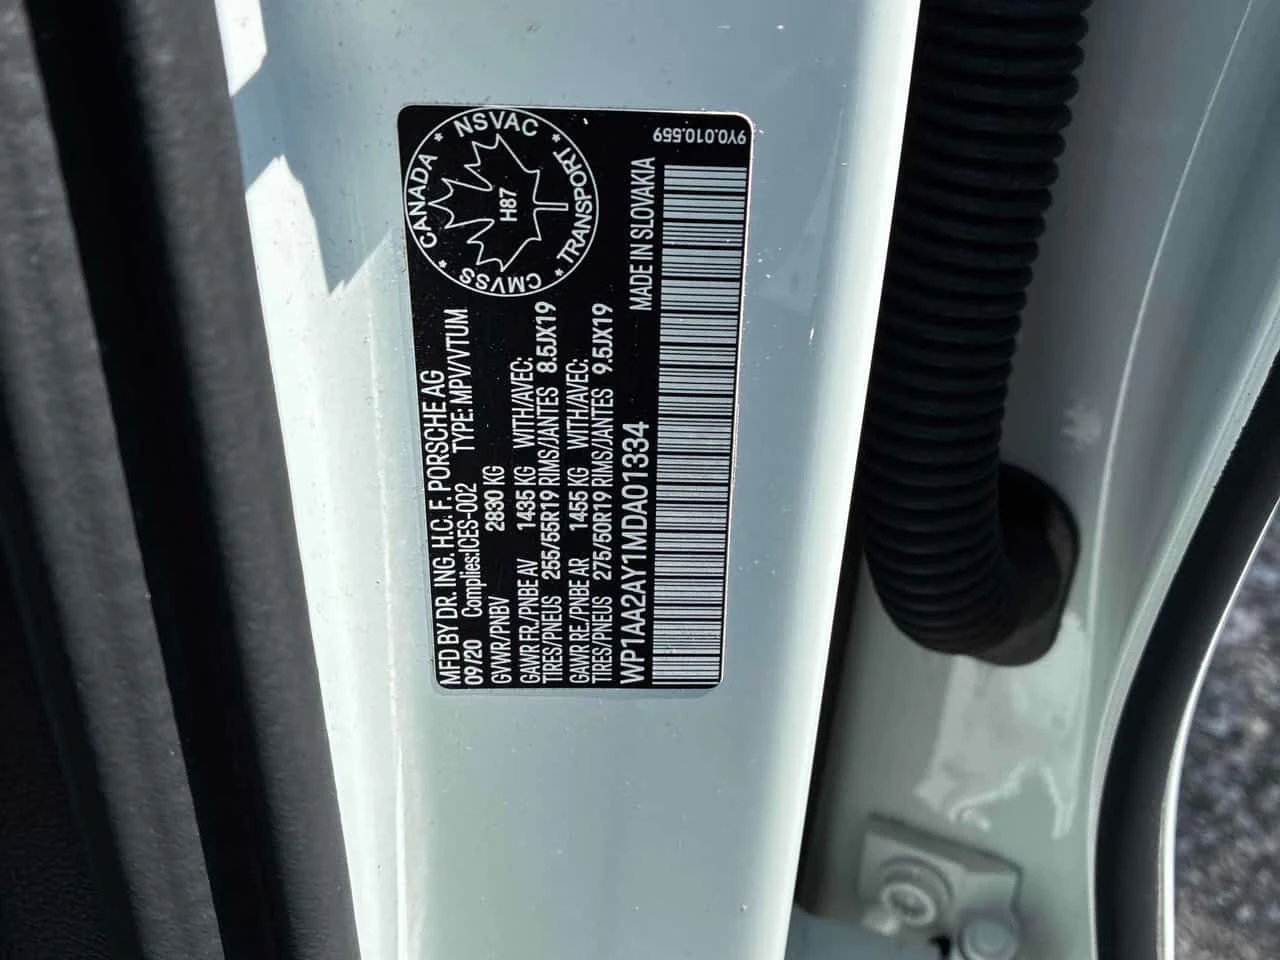 NSVAC * TRANSPORT * CMVSS * CANADA *
H87
MFD BY DR. ING. H.C. F. PORSCHE AG
09/20 Complies:ICES-002 TYPE: MPV/VTUM
GVWR/PNBV 2830 KG
GAWR FR./PNBE AV 1435 KG WITH/AVEC:
TIRES/PNEUS 255/55R19 RIMS/JANTES 8.5JX19
GAWR RE./PNBE AR 1455 KG WITH/AVEC:
TIRES/PNEUS 275/50R19 RIMS/JANTES 9.5JX19
WP1AA2AY1MDA01334 MADE IN SLOVAKIA
9Y0.010.559